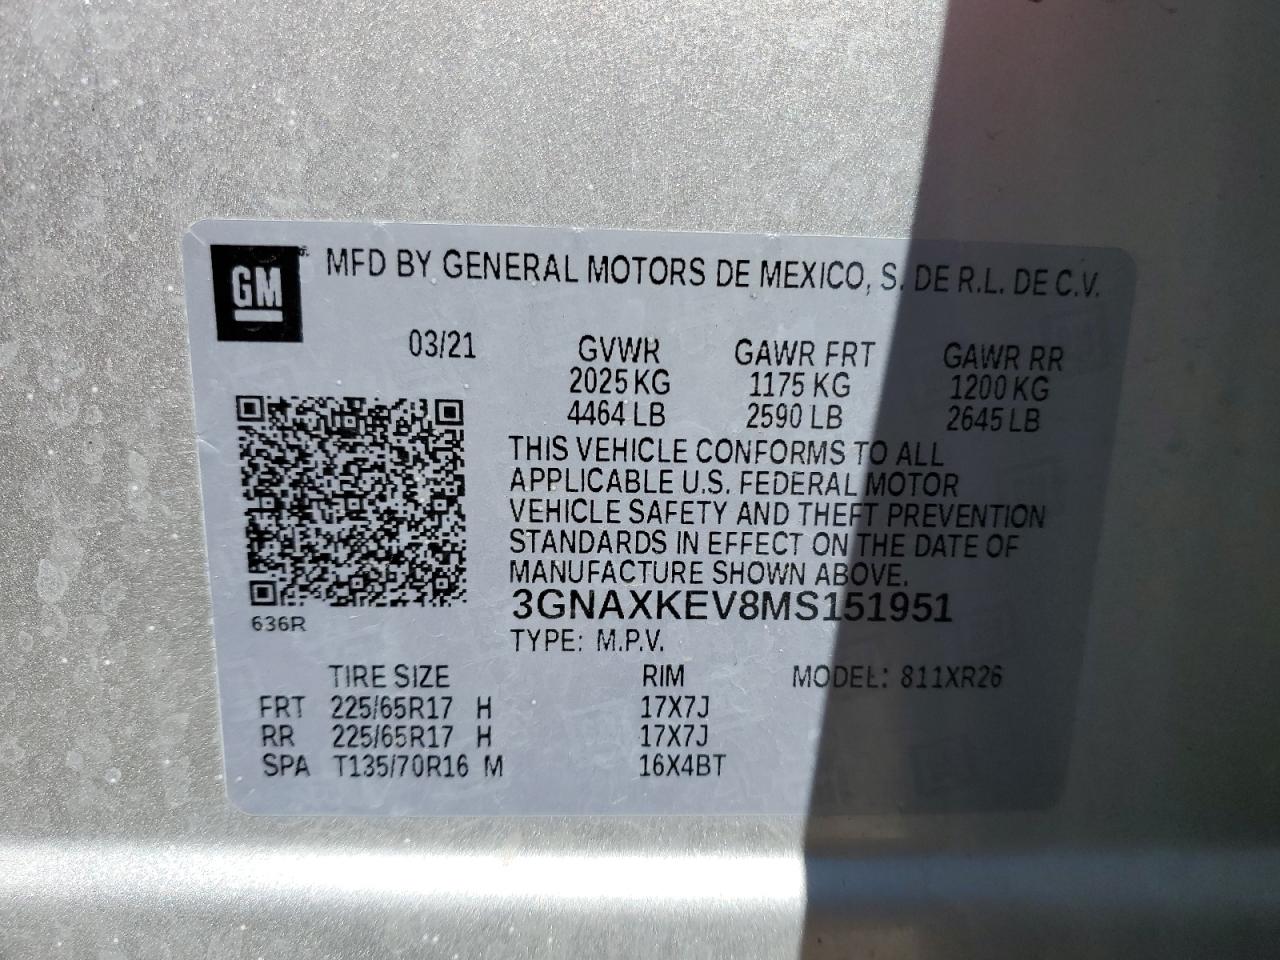 GM
MFD BY GENERAL MOTORS DE MEXICO, S. DE R.L. DE C.V.
03/21
GVWR GAWR FRT GAWR RR
2025 KG 1175 KG 1200 KG
4464 LB 2590 LB 2645 LB
THIS VEHICLE CONFORMS TO ALL
APPLICABLE U.S. FEDERAL MOTOR
VEHICLE SAFETY AND THEFT PREVENTION
STANDARDS IN EFFECT ON THE DATE OF
MANUFACTURE SHOWN ABOVE.
3GNAXKEV8MS151951
636R
TYPE: M.P.V.
TIRE SIZE RIM MODEL: 811XR26
FRT 225/65R17 H 17X7J
RR 225/65R17 H 17X7J
SPA T135/70R16 M 16X4BT